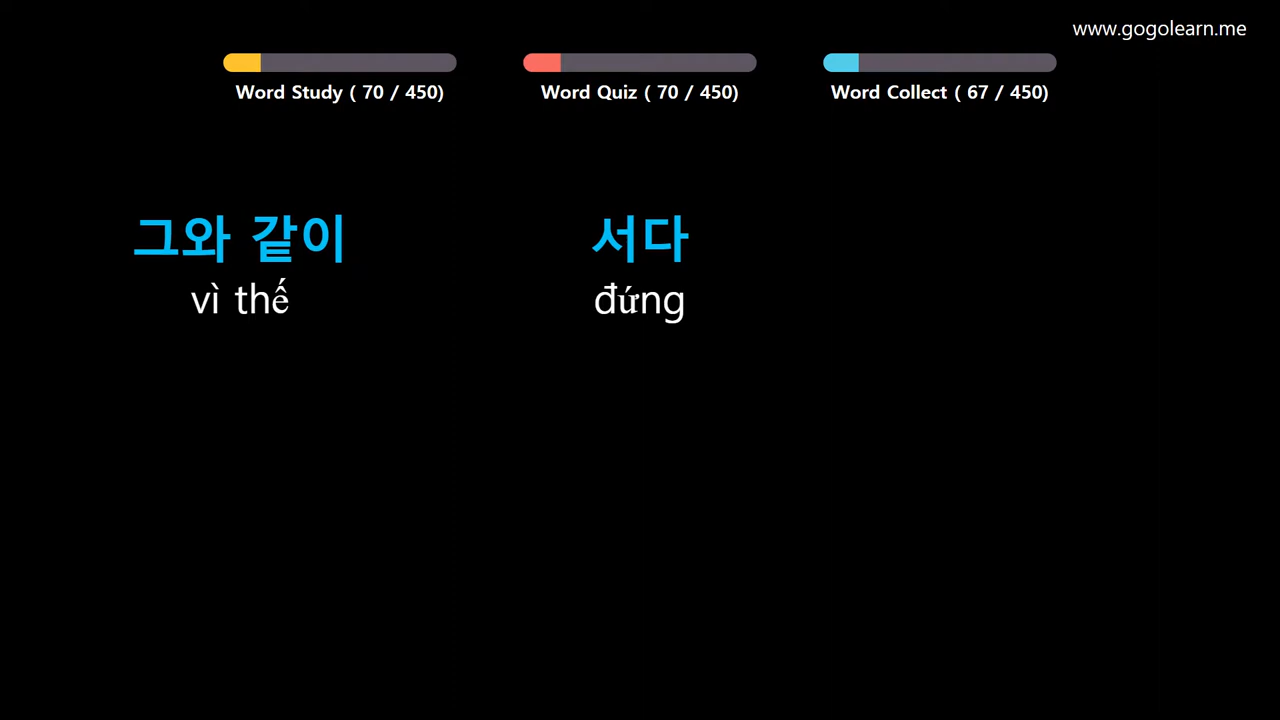 www.gogolearn.me
Word Study ( 70 / 450)
Word Quiz ( 70 / 450)
Word Collect ( 67 / 450)
그와 같이
vì thế
서다
đứng